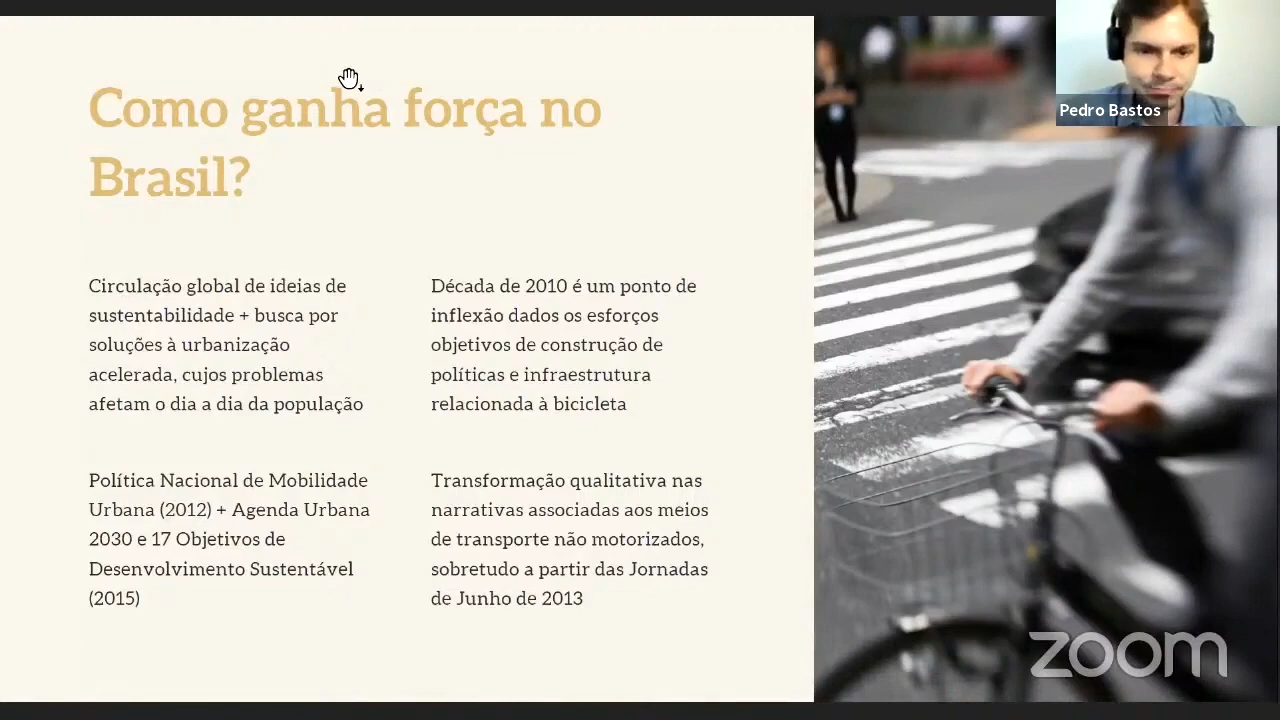 Como ganha força no
Brasil?
Circulação global de ideias de
sustentabilidade + busca por
soluções à urbanização
acelerada, cujos problemas
afetam o dia a dia da população
Década de 2010 é um ponto de
inflexão dados os esforços
objetivos de construção de
políticas e infraestrutura
relacionada à bicicleta
Política Nacional de Mobilidade
Urbana (2012) + Agenda Urbana
2030 e 17 Objetivos de
Desenvolvimento Sustentável
(2015)
Transformação qualitativa nas
narrativas associadas aos meios
de transporte não motorizados,
sobretudo a partir das Jornadas
de Junho de 2013
Pedro Bastos
zoom